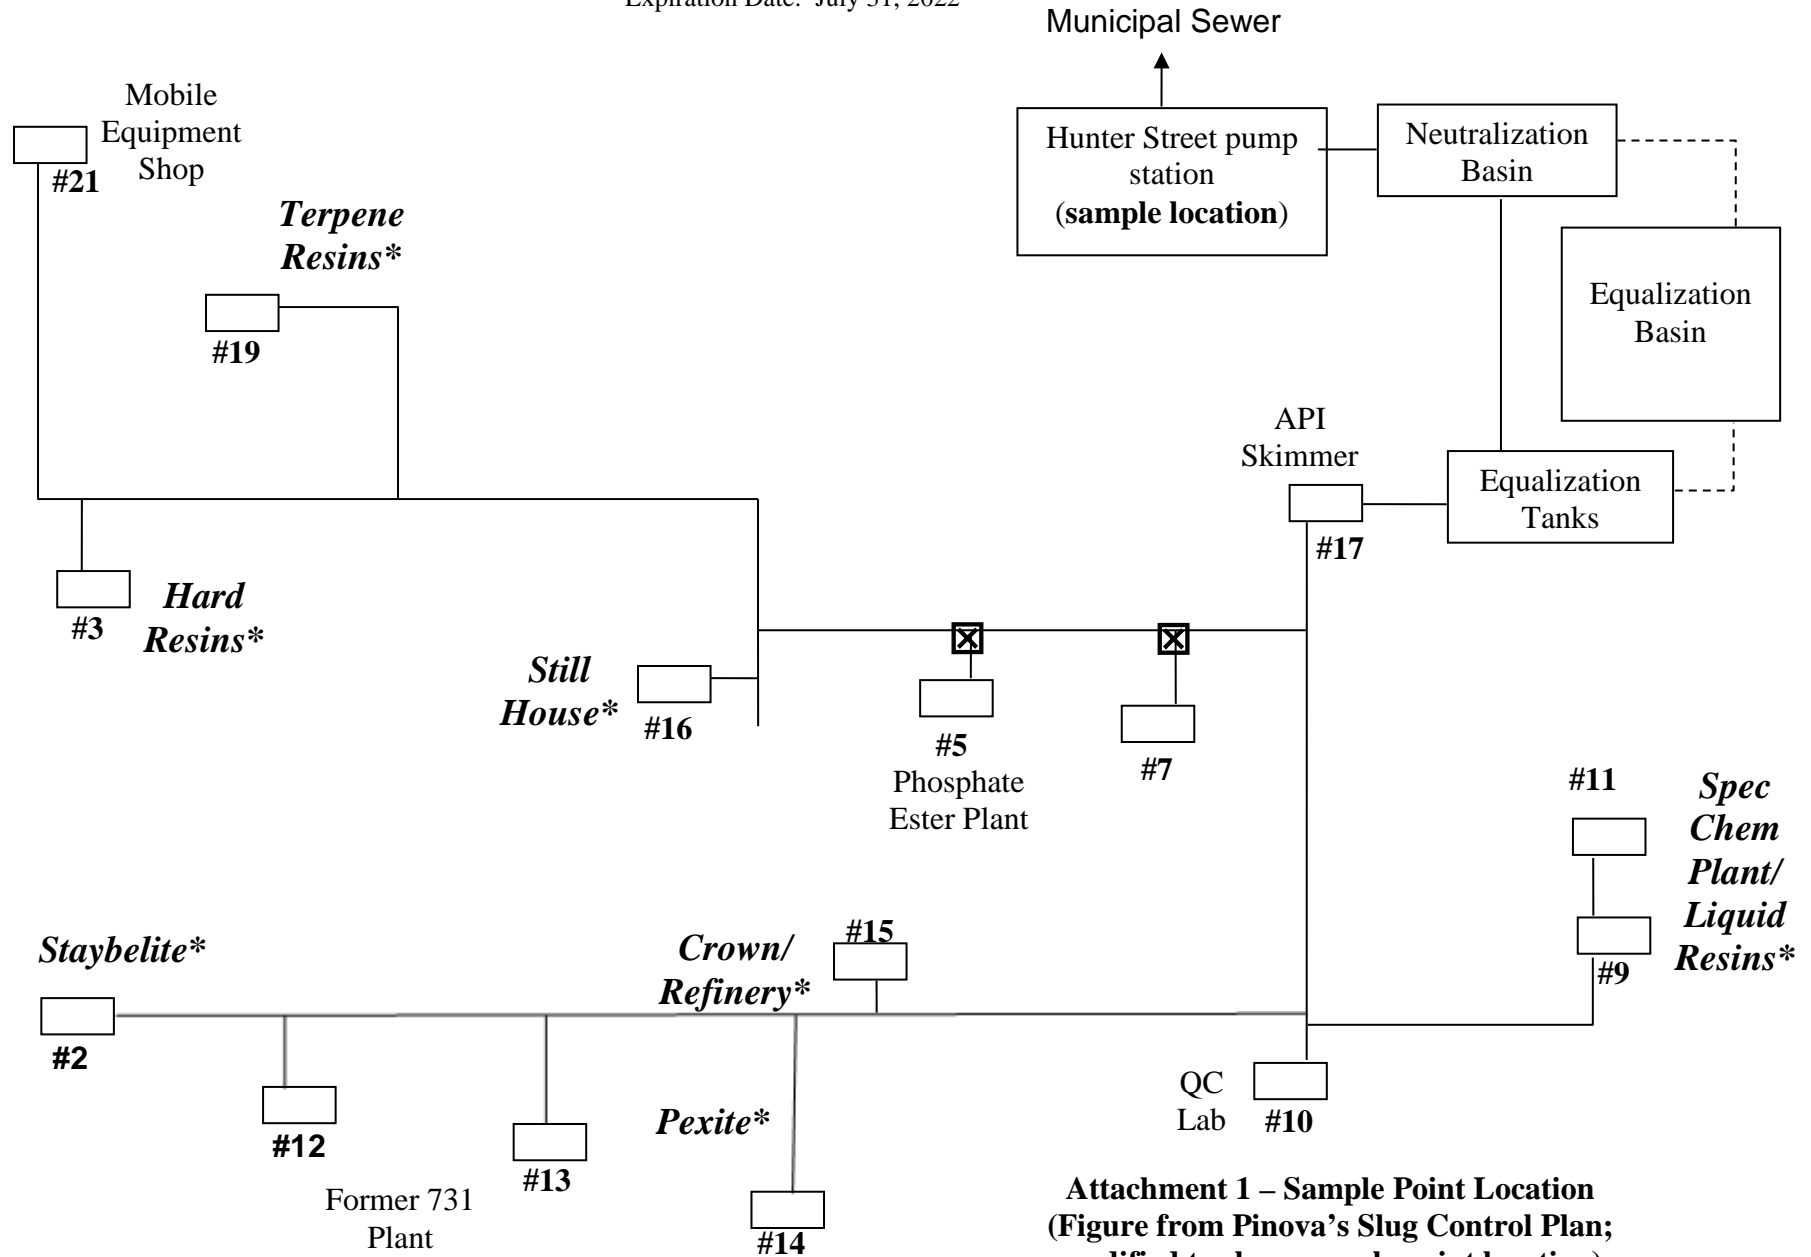 Expiration Date: July 31, 2022
Municipal Sewer
Mobile
Equipment
Shop
#21
Terpene
Resins*
#19
Hunter Street pump
station
(sample location)
Neutralization
Basin
Equalization
Basin
API
Skimmer
#17
Equalization
Tanks
#3
Hard
Resins*
Still
House*
#16
#5
Phosphate
Ester Plant
#7
#11
Spec
Chem
Plant/
Liquid
Resins*
#9
Staybelite*
#2
Crown/
Refinery*
#15
#12
Former 731
Plant
#13
Pexite*
#14
QC
Lab
#10
Attachment 1 – Sample Point Location
(Figure from Pinova's Slug Control Plan;